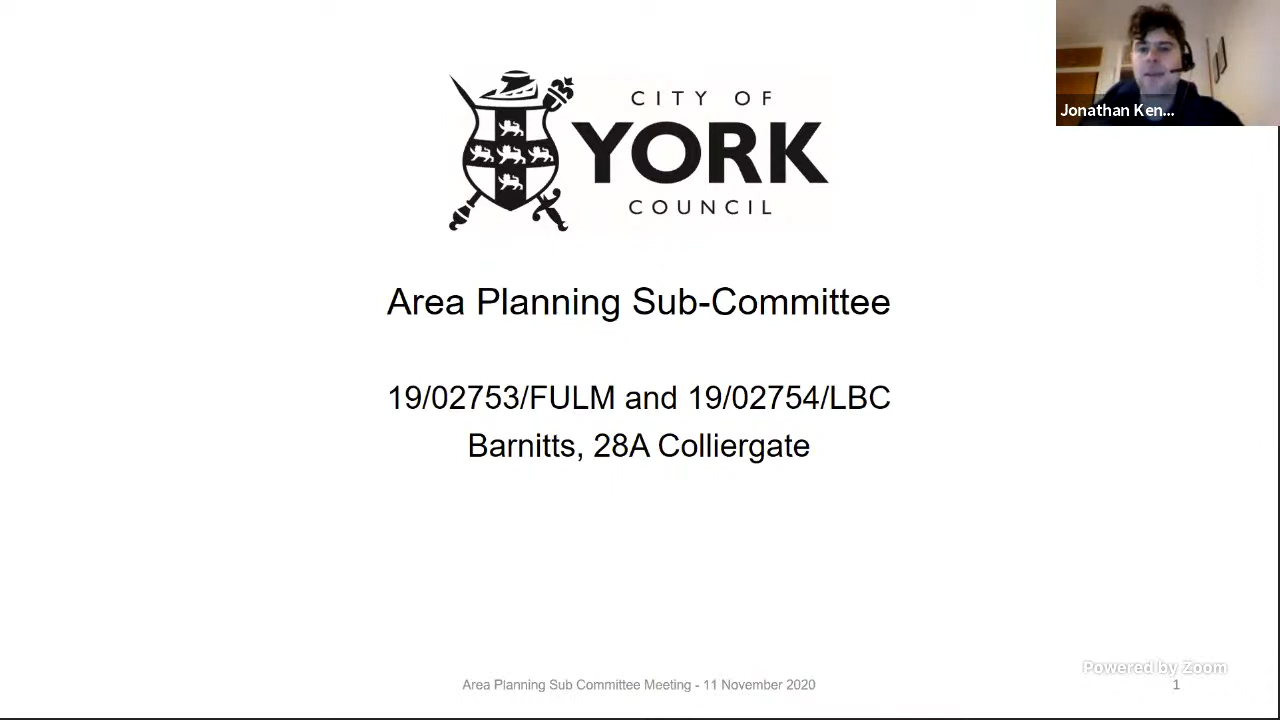 Jonathan Ken...
CITY OF
YORK
COUNCIL
Area Planning Sub-Committee
19/02753/FULM and 19/02754/LBC
Barnitts, 28A Colliergate
Powered by Zoom
Area Planning Sub Committee Meeting - 11 November 2020
1